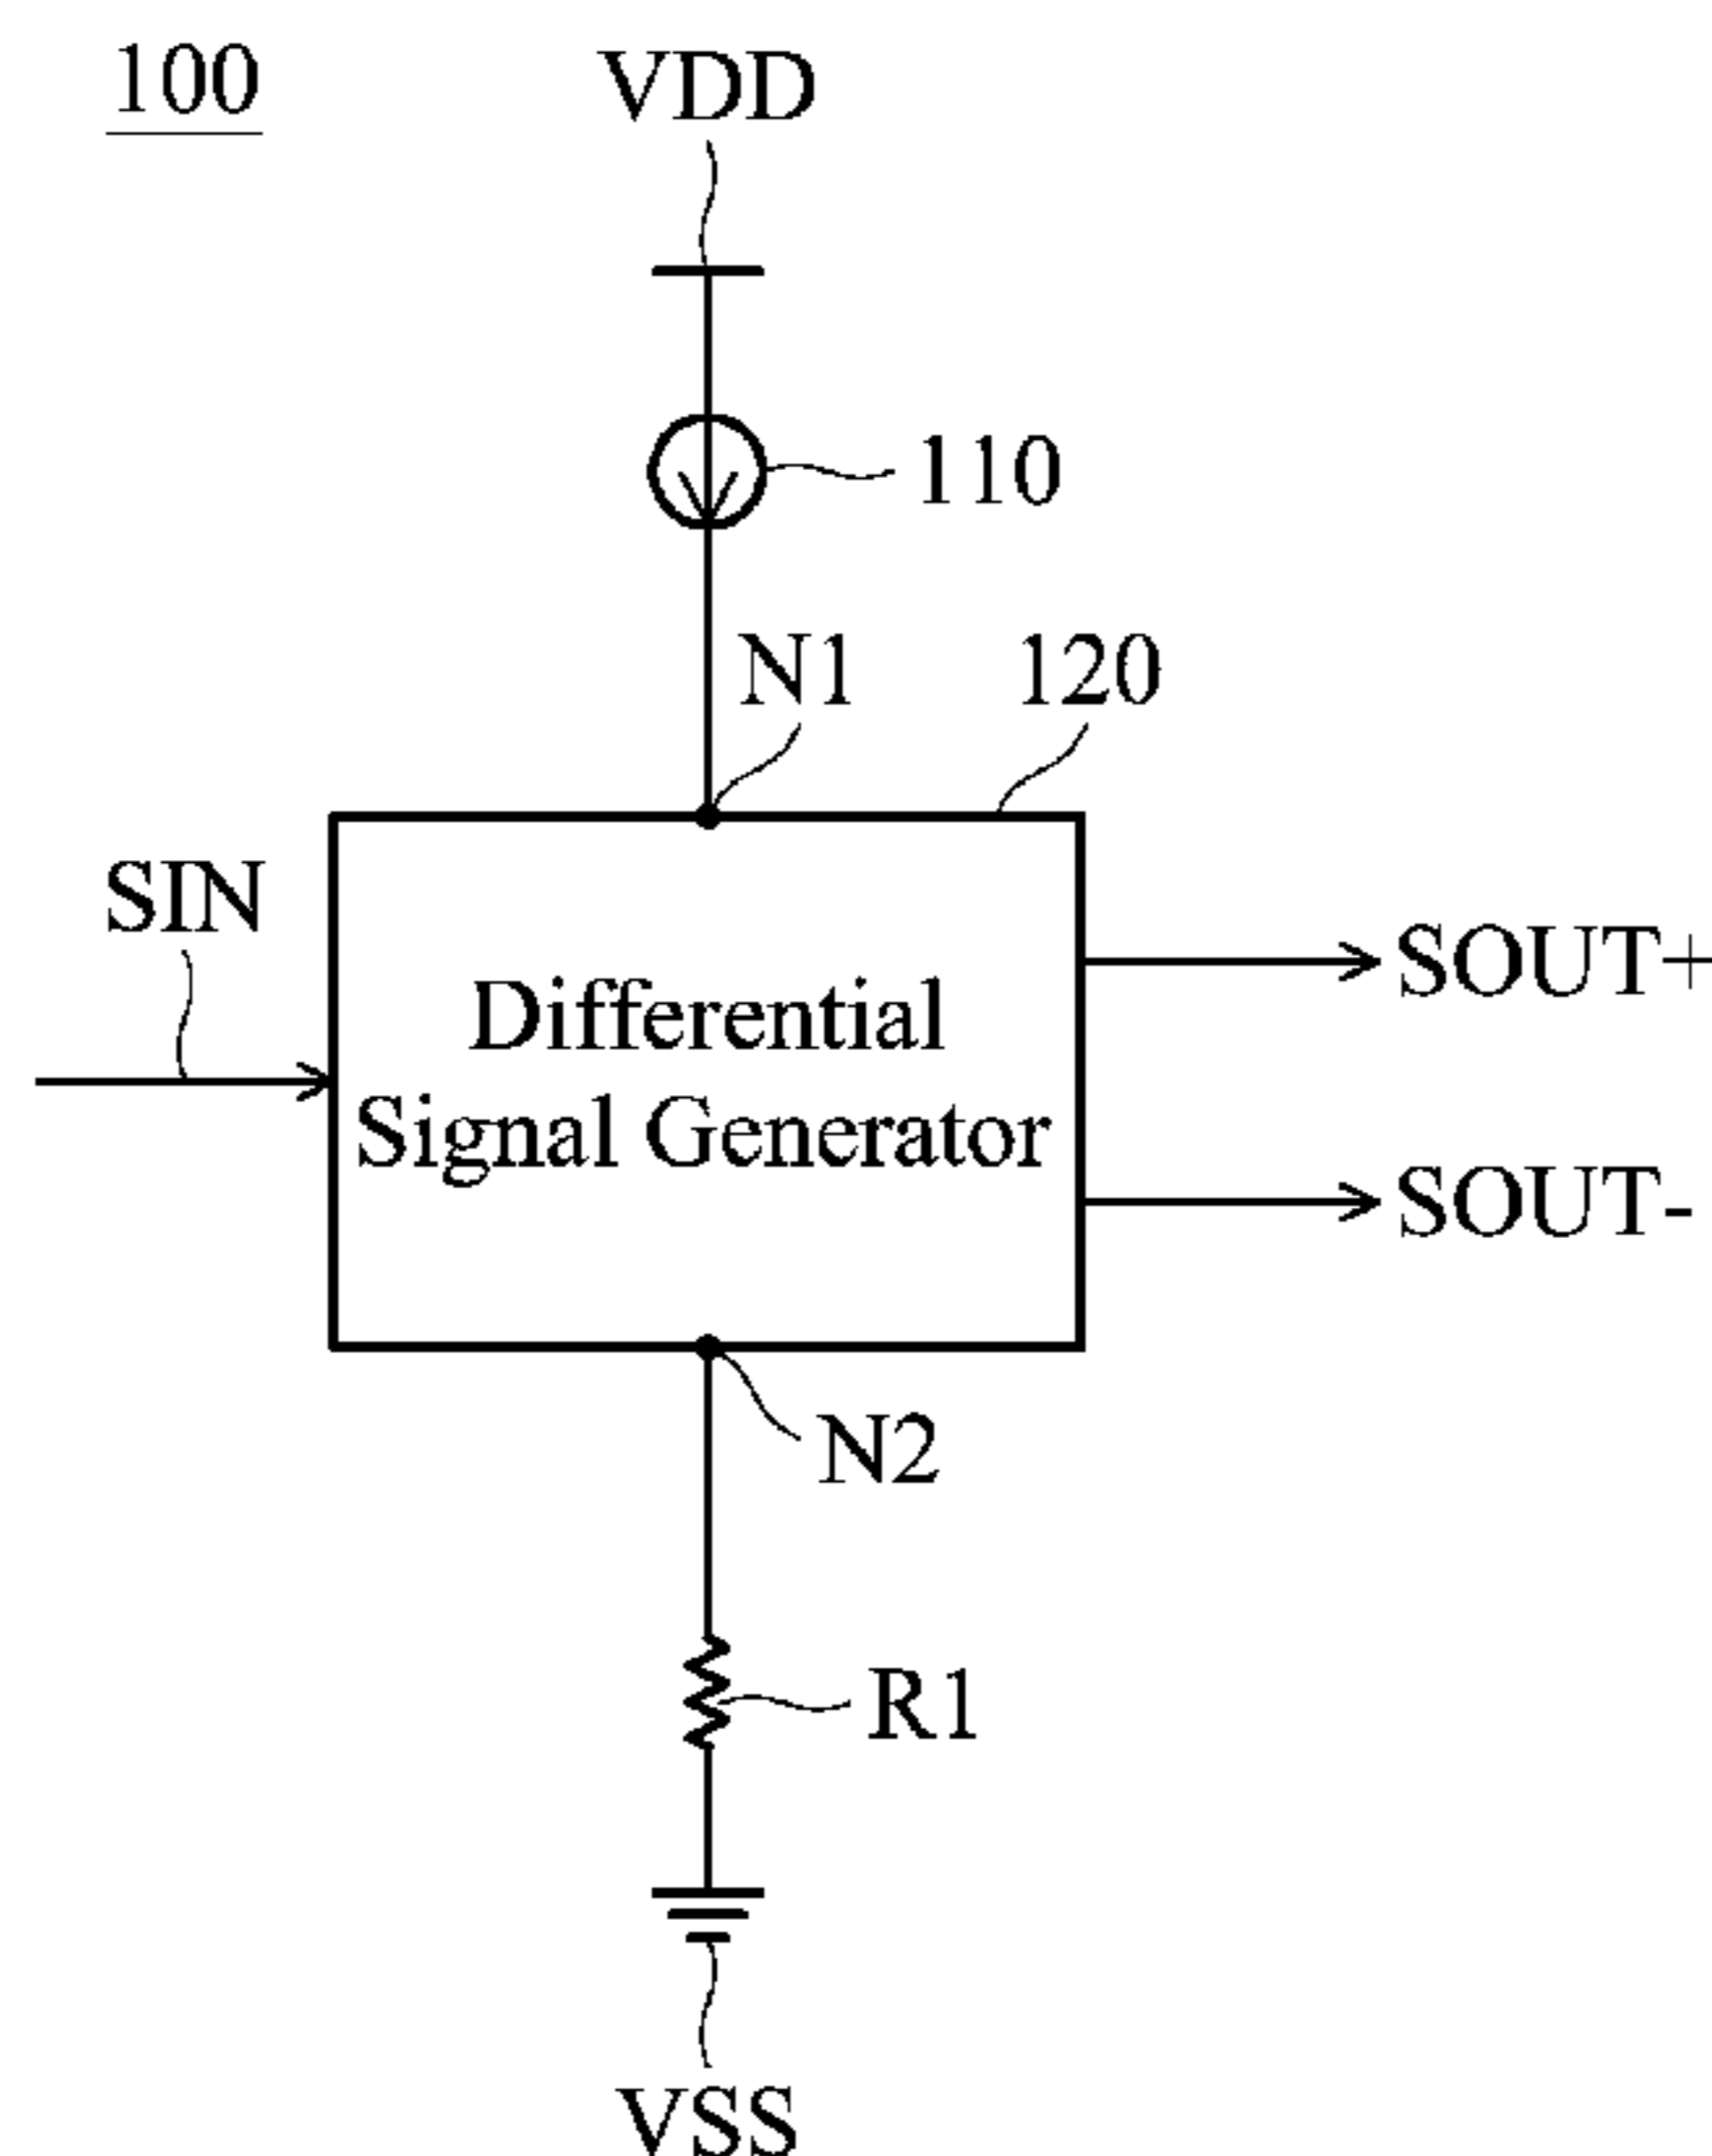 100
VDD
110
N1
120
SIN
SOUT+
Differential
Signal Generator
SOUT-
N2
R1
VSS